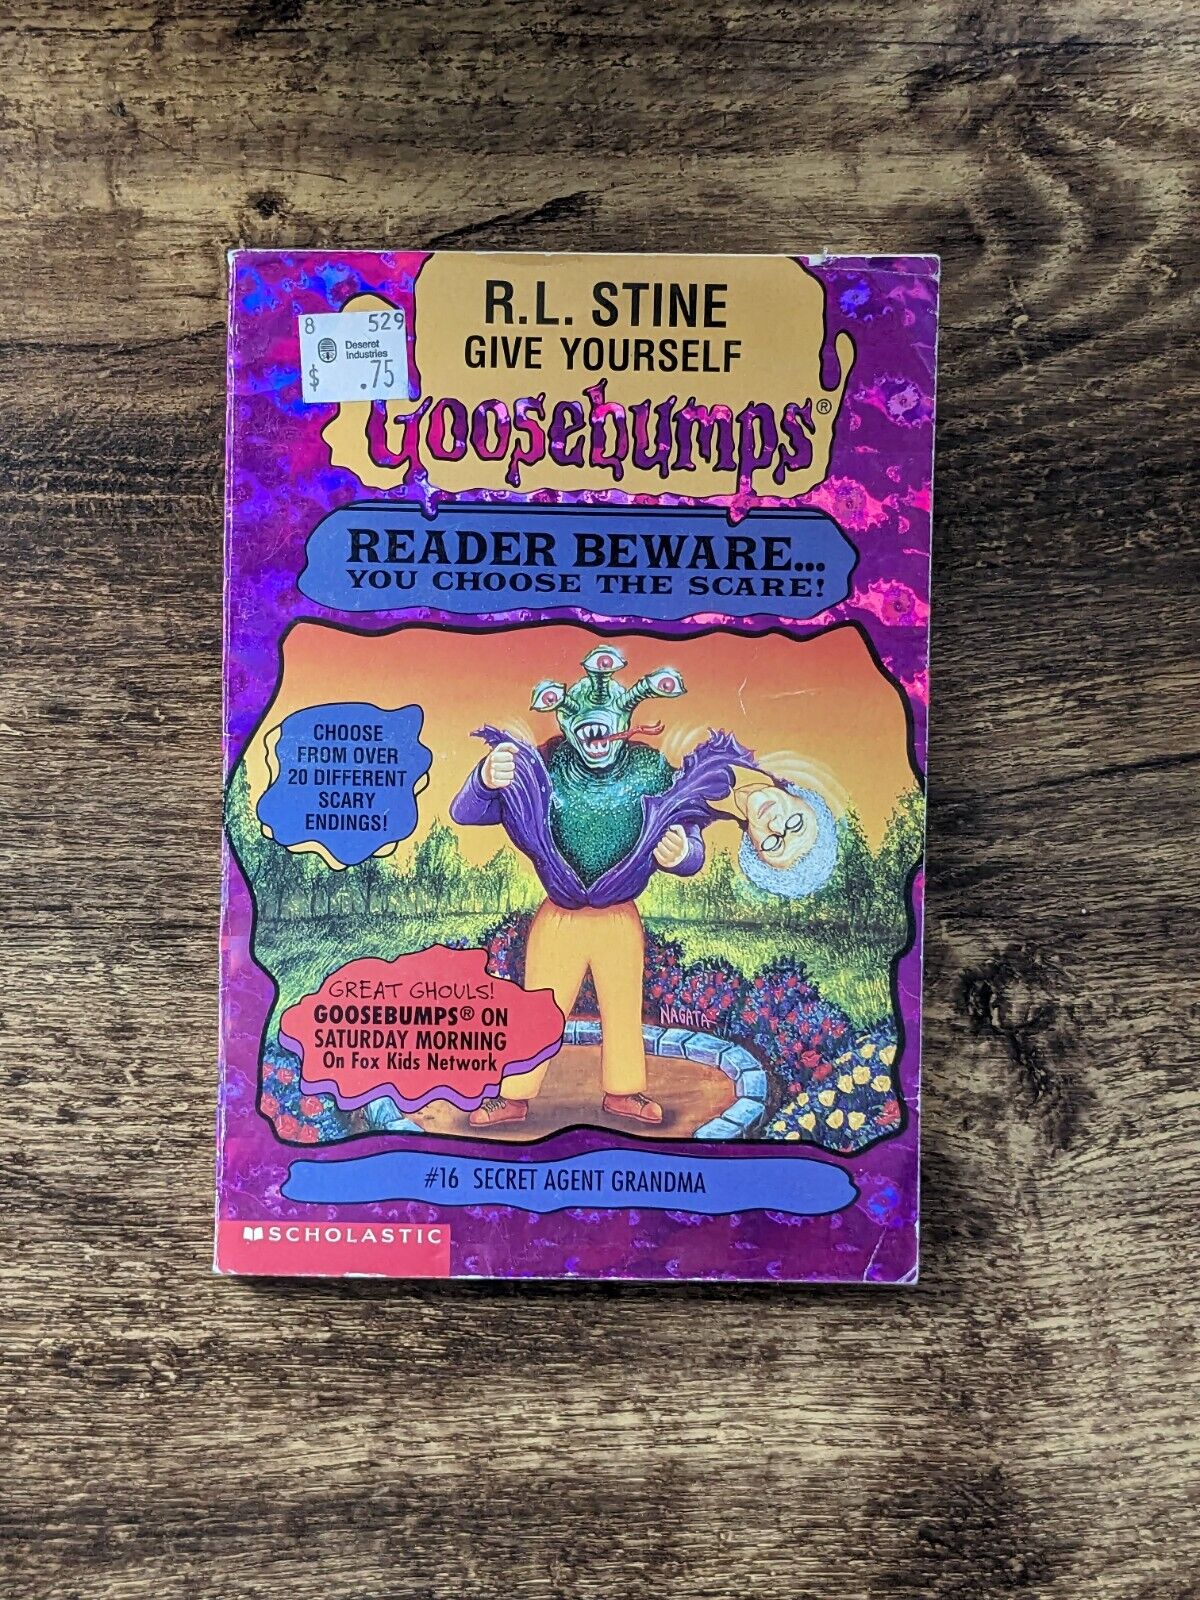 R.L. STINE
GIVE YOURSELF
Goosebumps®
8 529
Deseret
Industries
$ .75
READER BEWARE...
YOU CHOOSE THE SCARE!
CHOOSE
FROM OVER
20 DIFFERENT
SCARY
ENDINGS!
GREAT GHOULS!
GOOSEBUMPS® ON
SATURDAY MORNING
On Fox Kids Network
NAGATA
#16 SECRET AGENT GRANDMA
SCHOLASTIC